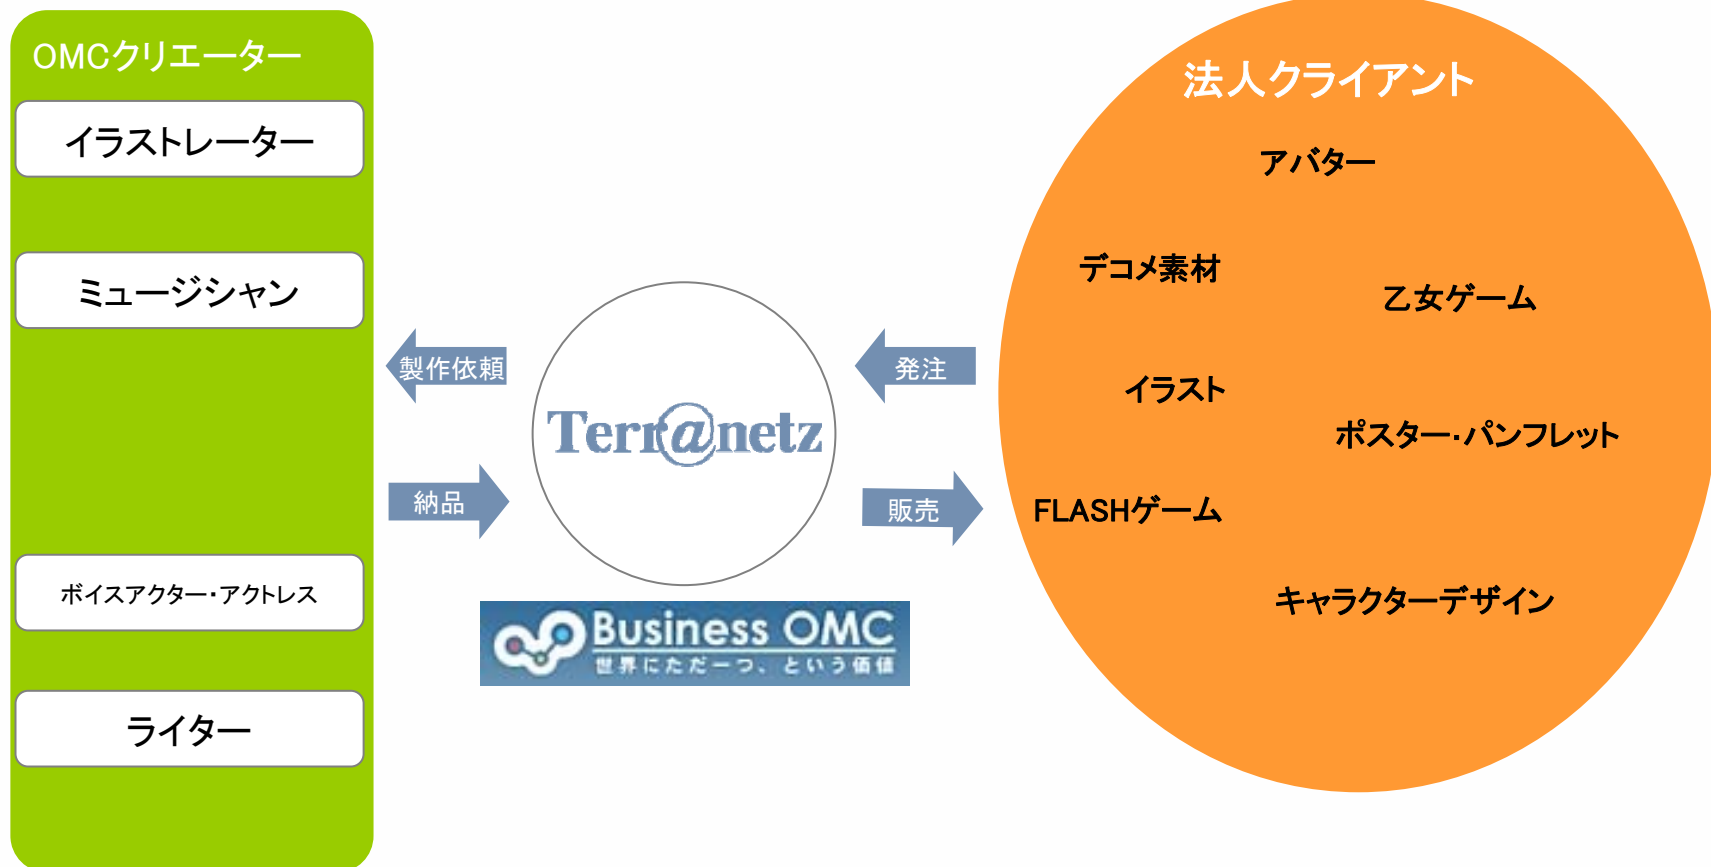 OMCクリエーター
イラストレーター
ミュージシャン
ボイスアクター・アクトレス
ライター
製作依頼
納品
Terr@netz
Business OMC
世界にただ一つ、という価値
発注
販売
法人クライアント
アバター
デコメ素材
乙女ゲーム
イラスト
ポスター・パンフレット
FLASHゲーム
キャラクターデザイン